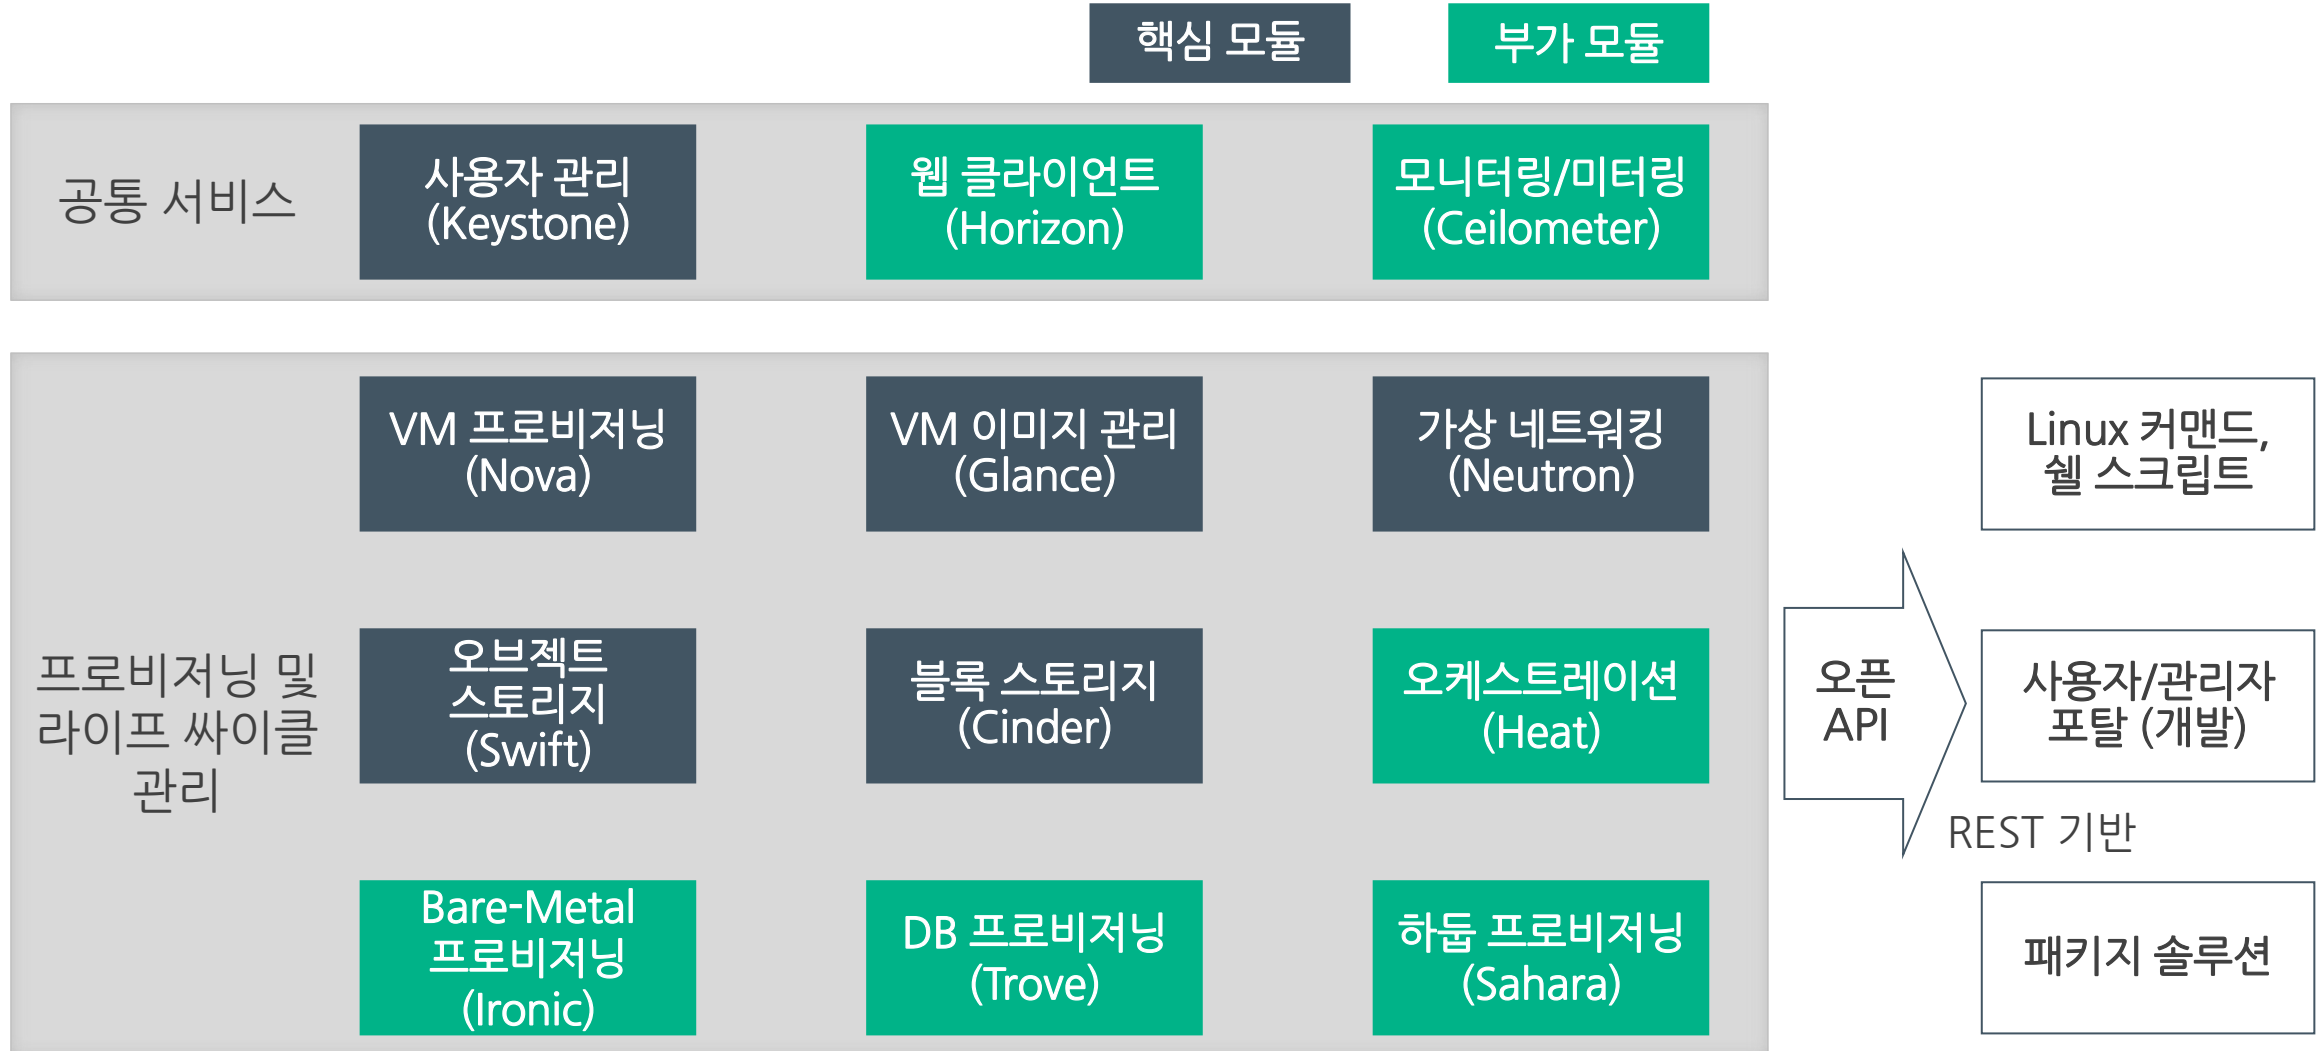 핵심 모듈
부가 모듈
공통 서비스
사용자 관리
(Keystone)
웹 클라이언트
(Horizon)
모니터링/미터링
(Ceilometer)
프로비저닝 및
라이프 싸이클
관리
VM 프로비저닝
(Nova)
VM 이미지 관리
(Glance)
가상 네트워킹
(Neutron)
오브젝트
스토리지
(Swift)
블록 스토리지
(Cinder)
오케스트레이션
(Heat)
Bare-Metal
프로비저닝
(Ironic)
DB 프로비저닝
(Trove)
하둡 프로비저닝
(Sahara)
오픈
API
REST 기반
Linux 커맨드,
쉘 스크립트
사용자/관리자
포탈 (개발)
패키지 솔루션